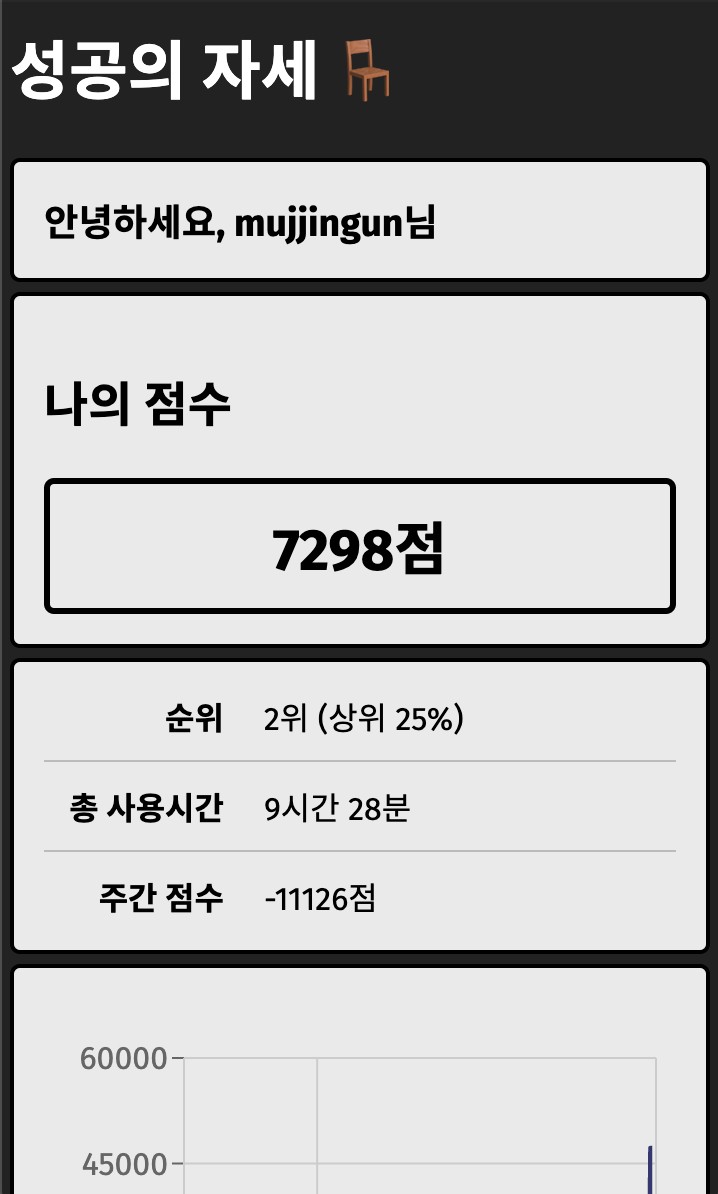 성공의 자세
안녕하세요, mujjingun님
나의 점수
7298점
순위 2위 (상위 25%)
총 사용시간 9시간 28분
주간 점수 -11126점
60000
45000